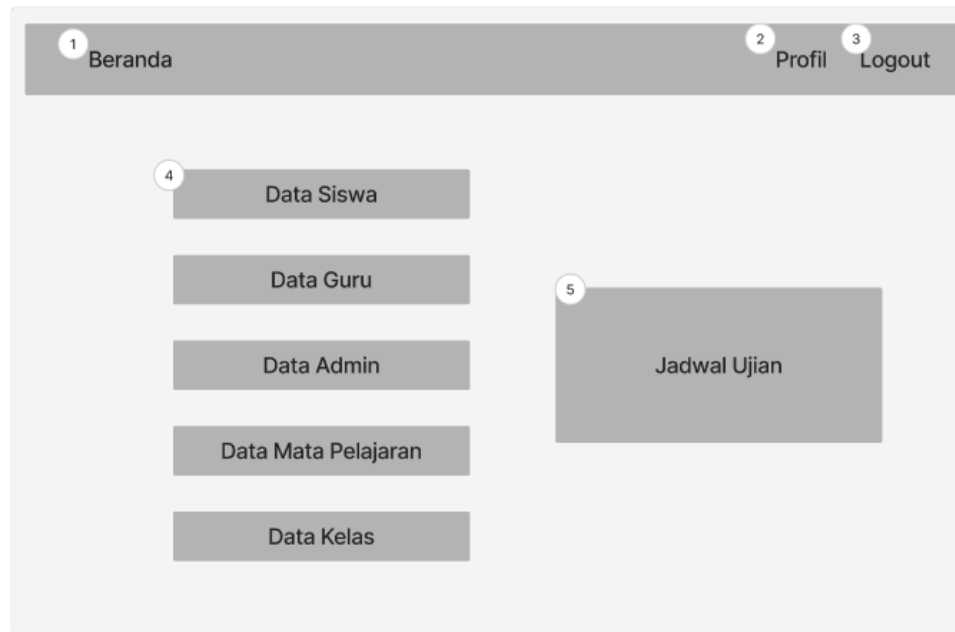 1 Beranda 2 Profil 3 Logout
4 Data Siswa
Data Guru
5
Data Admin
Jadwal Ujian
Data Mata Pelajaran
Data Kelas